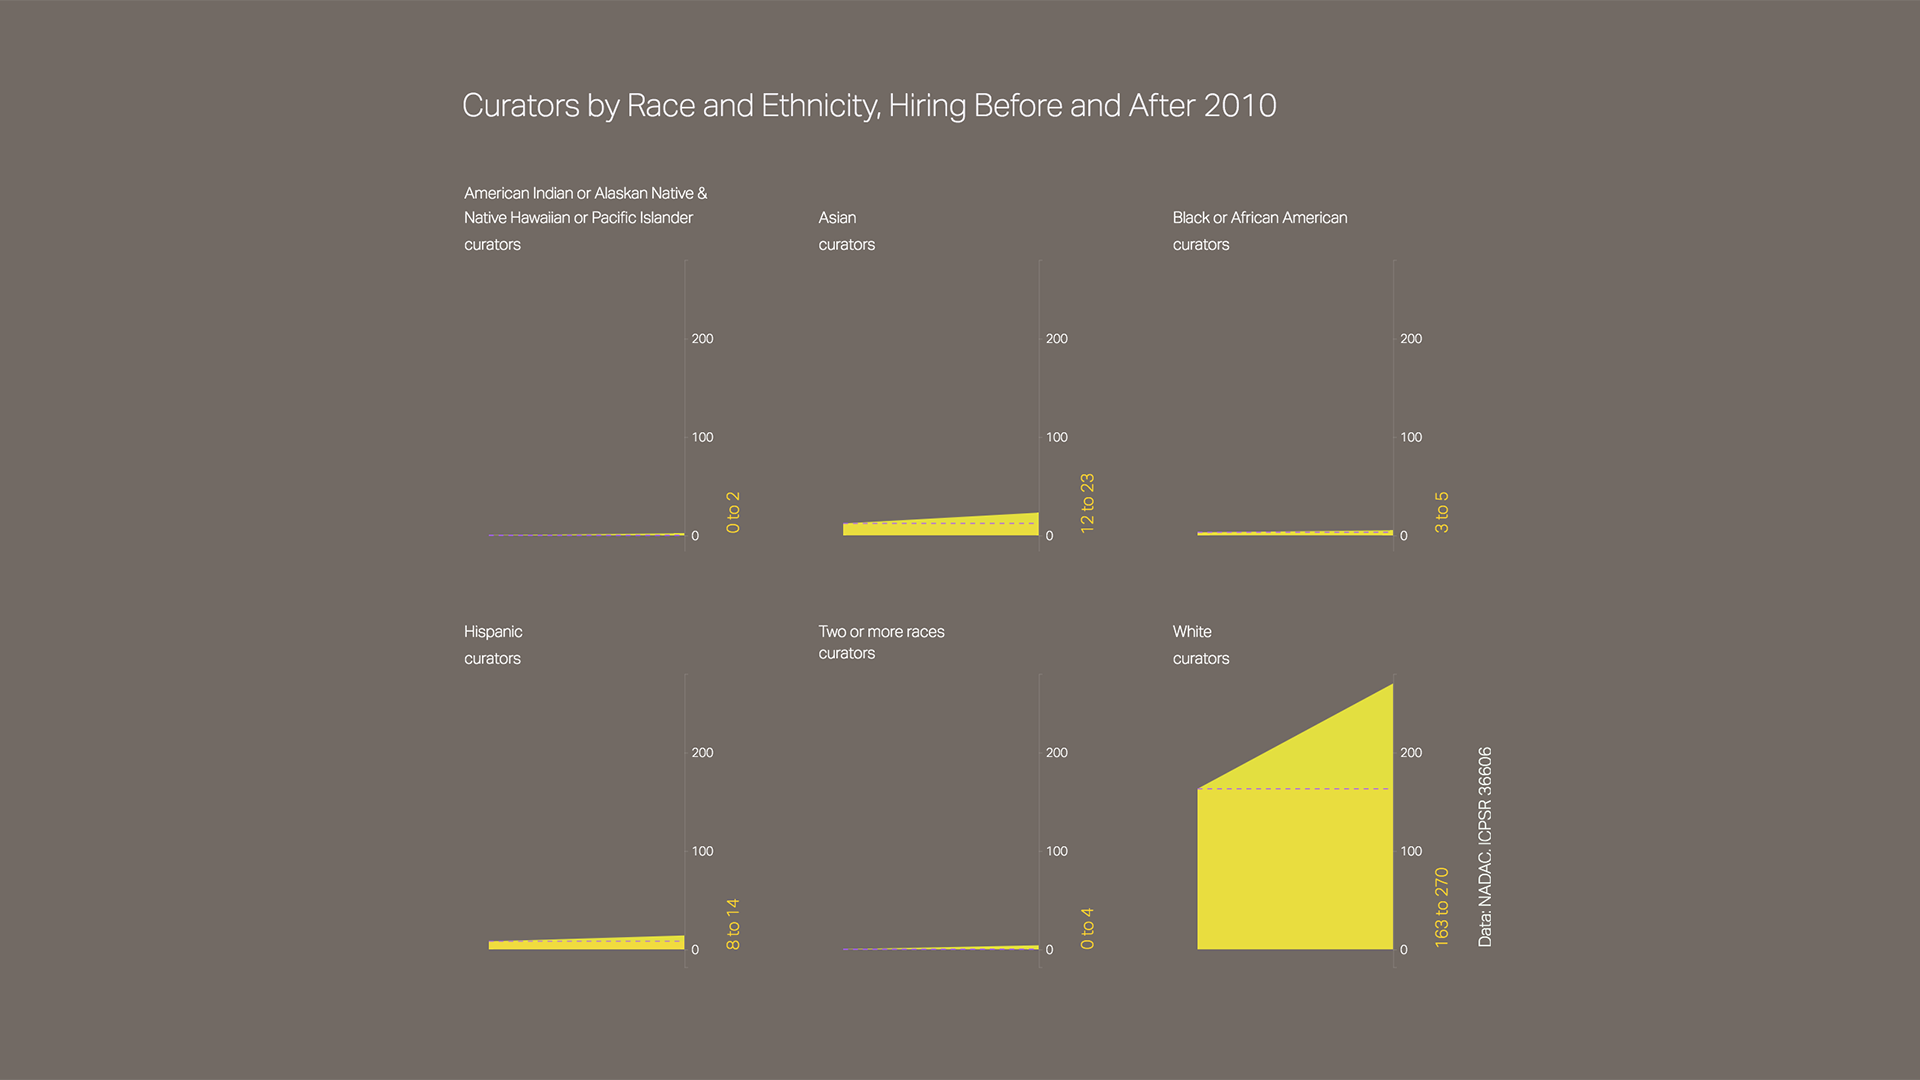 Curators by Race and Ethnicity, Hiring Before and After 2010
American Indian or Alaskan Native &
Native Hawaiian or Pacific Islander
curators
200
100
0
0 to 2
Asian
curators
200
100
0
12 to 23
Black or African American
curators
200
100
0
3 to 5
Hispanic
curators
200
100
0
8 to 14
Two or more races
curators
200
100
0
0 to 4
White
curators
200
100
0
163 to 270
Data: NADAC. ICPSR 36606